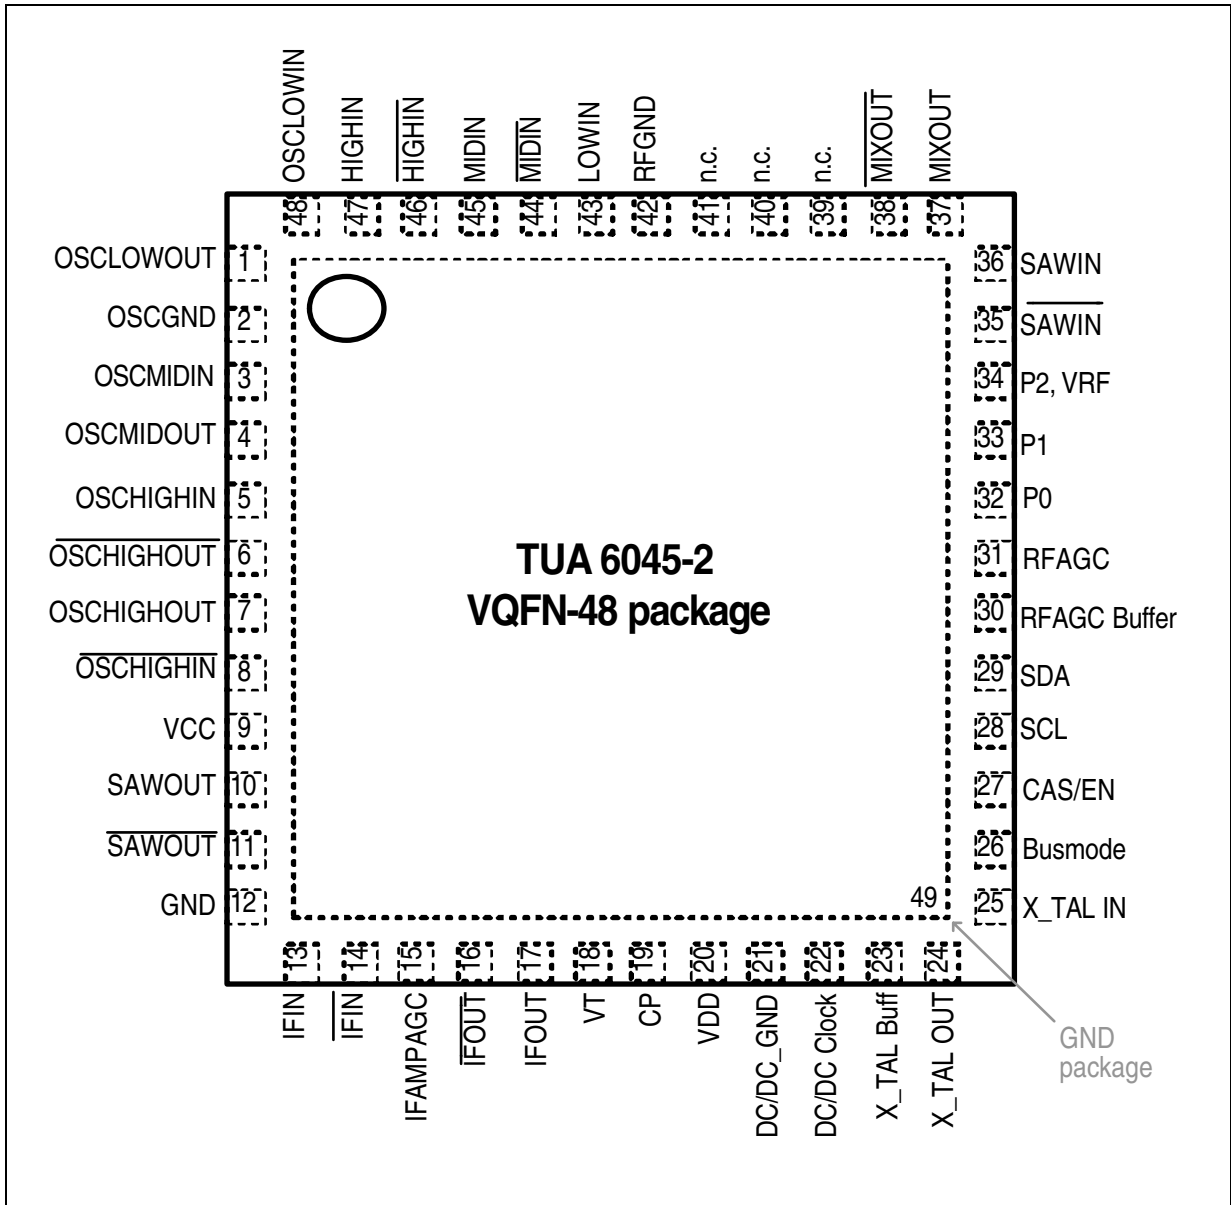 OSCLOWIN
HIGHIN
HIGHIN
MIDIN
MIDIN
LOWIN
RFGND
n.c.
n.c.
n.c.
MIXOUT
MIXOUT
48
47
46
45
44
43
42
41
40
39
38
37
OSCLOWOUT 1
OSCGND 2
OSCMIDIN 3
OSCMIDOUT 4
OSCHIGHIN 5
OSCHIGHOUT 6
OSCHIGHOUT 7
OSCHIGHIN 8
VCC 9
SAWOUT 10
SAWOUT 11
GND 12
TUA 6045-2
VQFN-48 package
36 SAWIN
35 SAWIN
34 P2, VRF
33 P1
32 P0
31 RFAGC
30 RFAGC Buffer
29 SDA
28 SCL
27 CAS/EN
26 Busmode
25 X_TAL IN
49
13
14
15
16
17
18
19
20
21
22
23
24
IFIN
IFIN
IFAMPAGC
IFOUT
IFOUT
VT
CP
VDD
DC/DC_GND
DC/DC Clock
X_TAL Buff
X_TAL OUT
GND
package